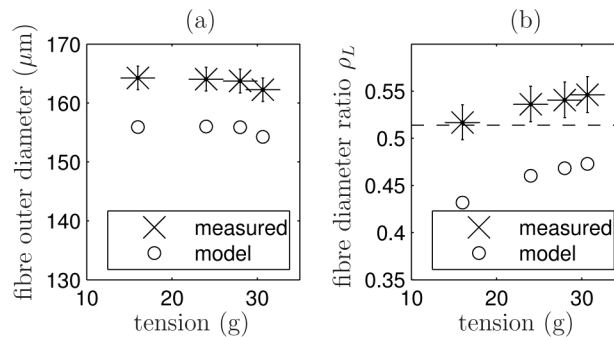 (a)
(b)
fibre outer diameter (μm)
170
160
150
140
130
10
20
30
tension (g)
measured
model
fibre diameter ratio ρL
0.55
0.5
0.45
0.4
0.35
10
20
30
tension (g)
measured
model